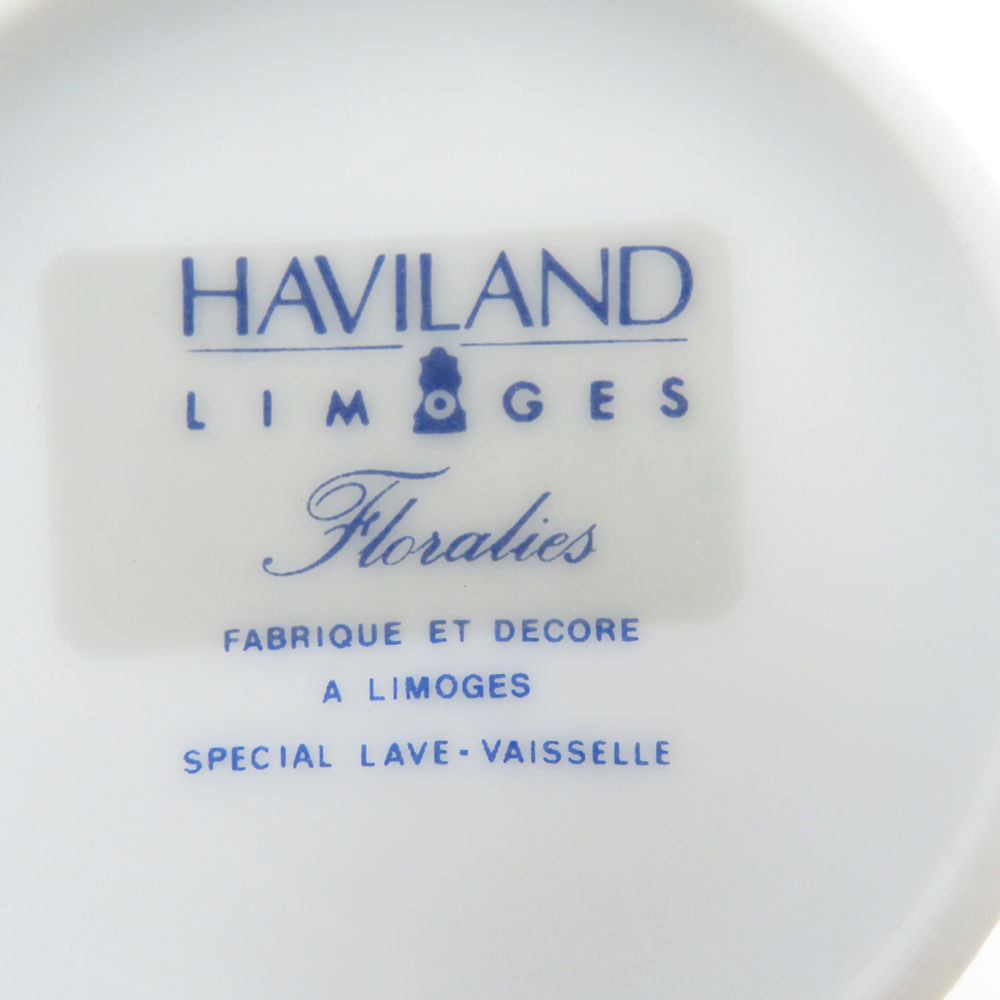 HAVILAND
LIMOGES
Floralies
FABRIQUE ET DECORE
A LIMOGES
SPECIAL LAVE-VAISSELLE